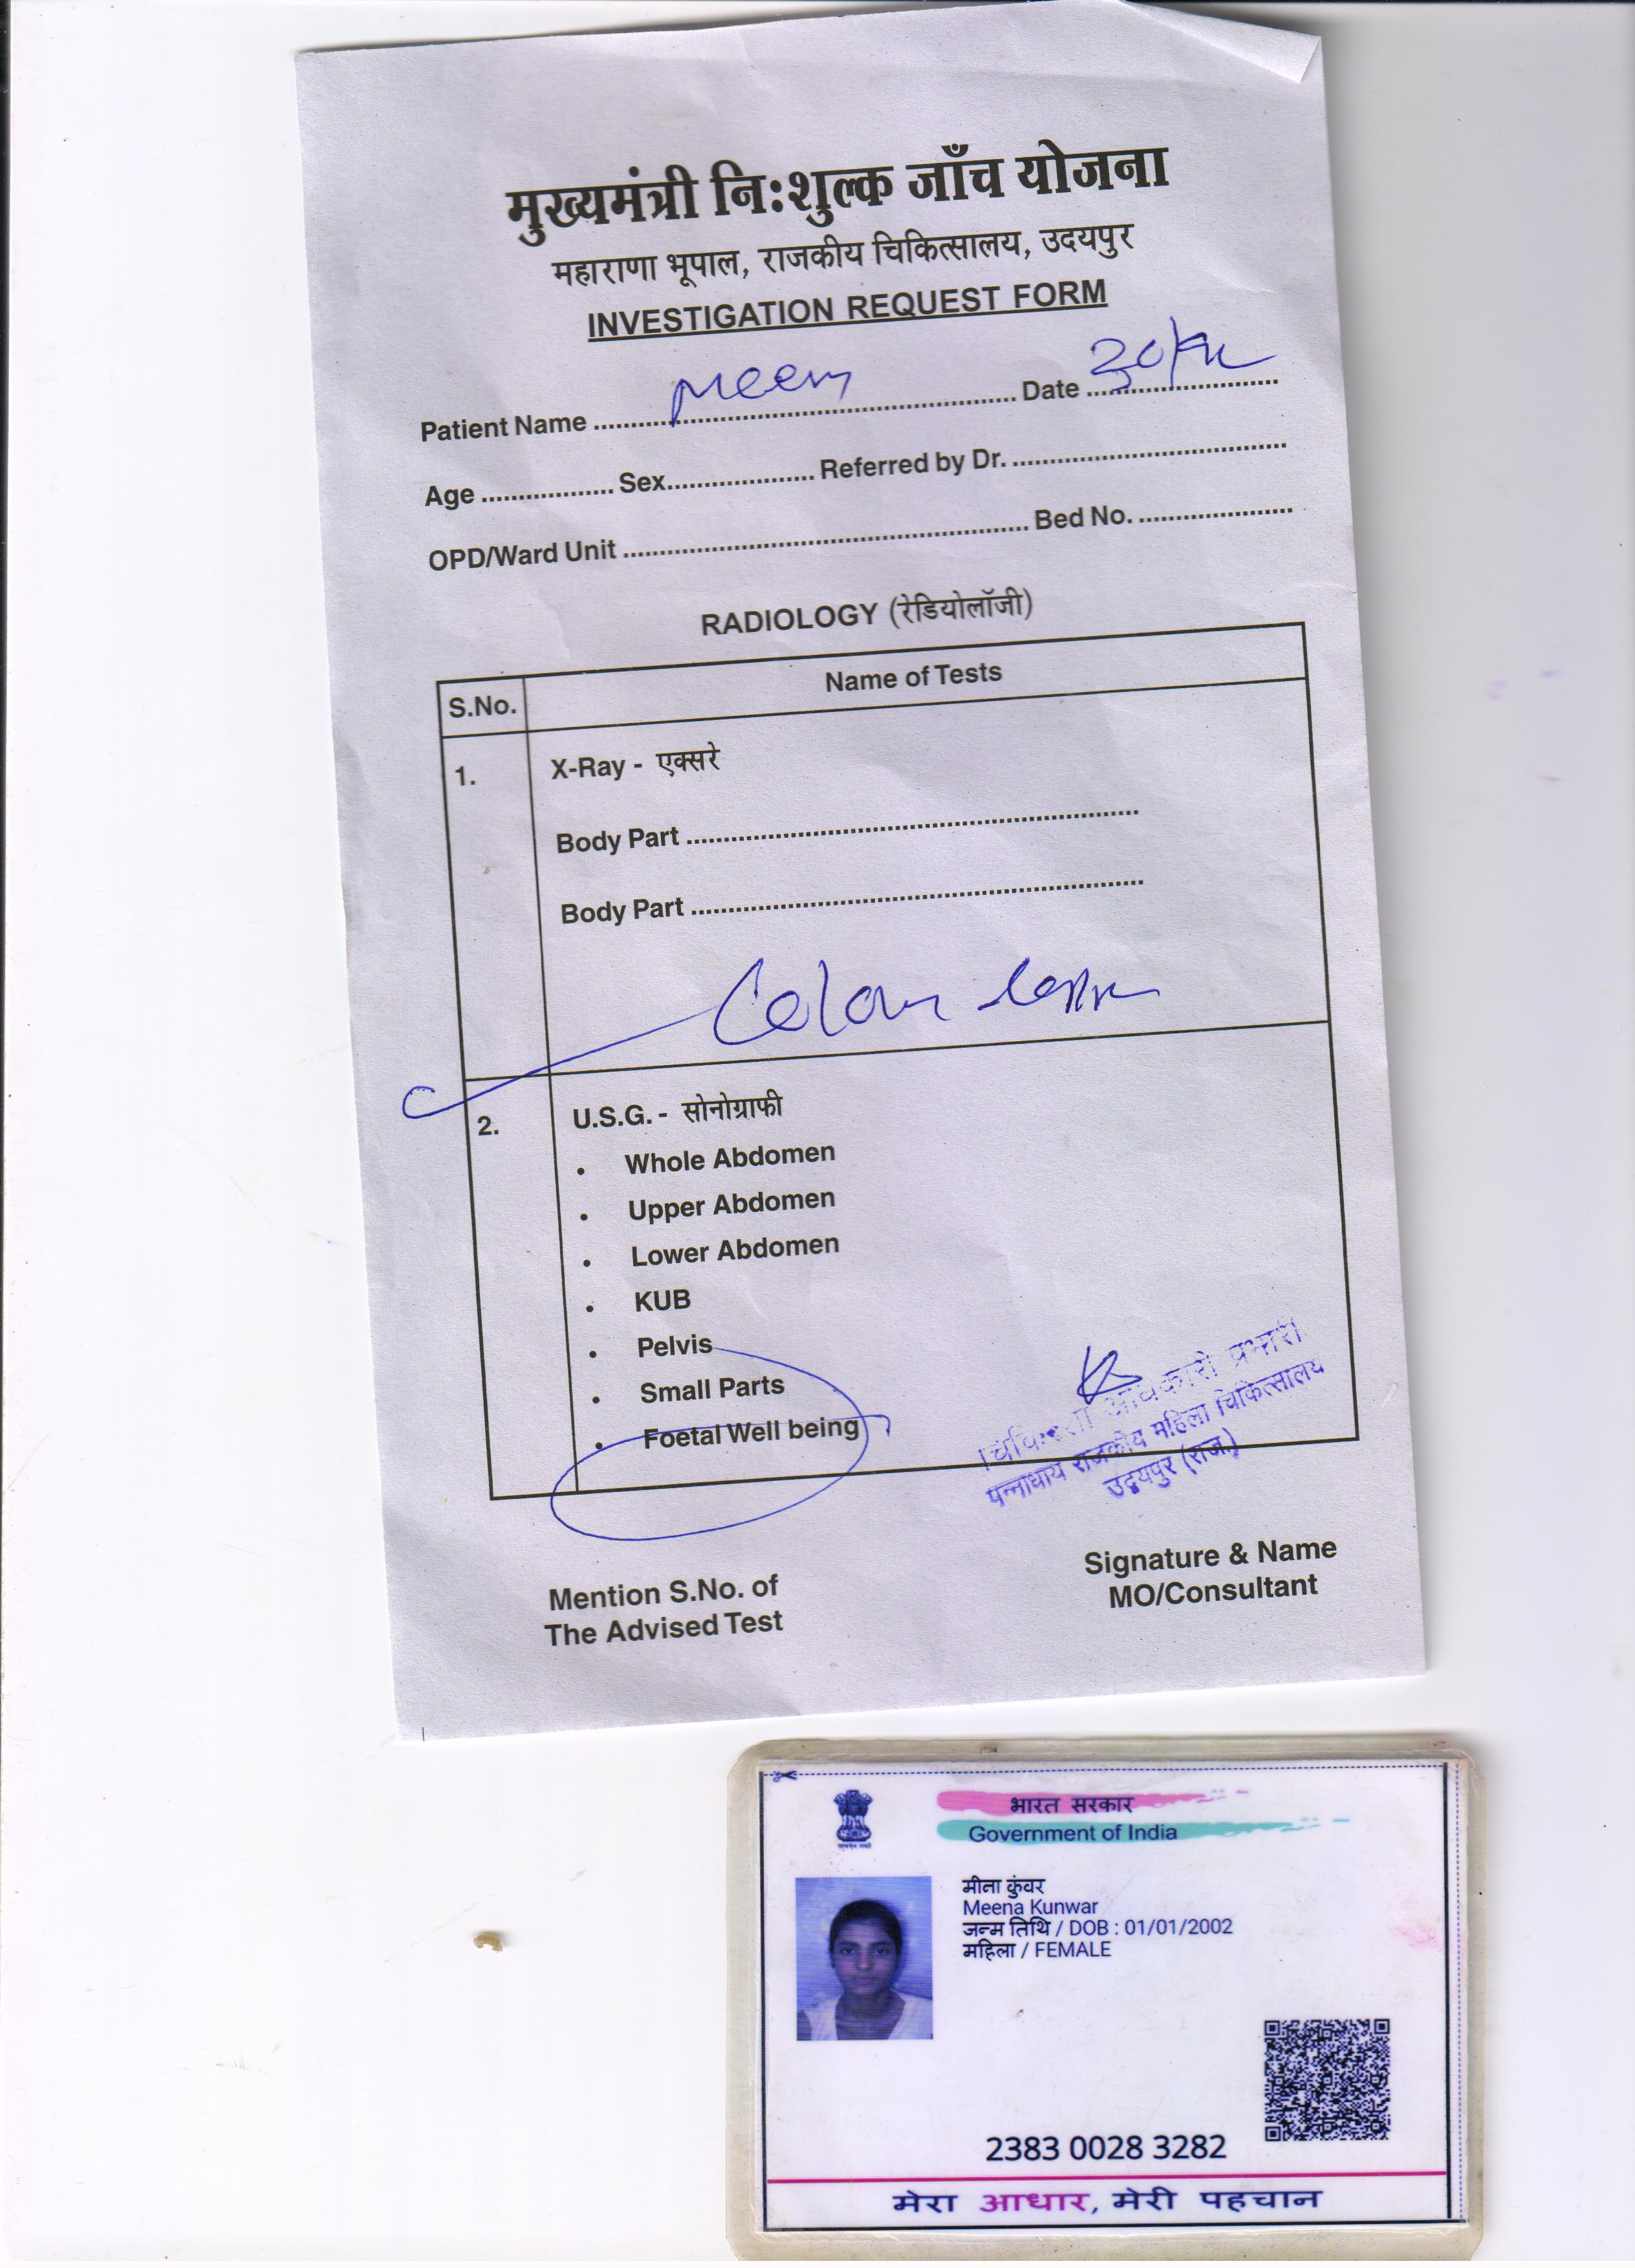 मुख्यमंत्री नि:शुल्क जाँच योजना
महाराणा भूपाल, राजकीय चिकित्सालय, उदयपुर
INVESTIGATION REQUEST FORM
Patient Name .......... Date ..........
Age .......... Sex.......... Referred by Dr. ..........
OPD/Ward Unit .......... Bed No. ..........
RADIOLOGY (रेडियोलॉजी)
S.No. Name of Tests
1. X-Ray - एक्सरे
Body Part ..........
Body Part ..........
Colour
2. U.S.G. - सोनोग्राफी
• Whole Abdomen
• Upper Abdomen
• Lower Abdomen
• KUB
• Pelvis
• Small Parts
• Foetal Well being
प्रभारी
पन्नाधाय राजकीय महिला चिकित्सालय
उदयपुर (राज.)
Mention S.No. of
The Advised Test
Signature & Name
MO/Consultant
भारत सरकार
Government of India
मीना कुंवर
Meena Kunwar
जन्म तिथि / DOB : 01/01/2002
महिला / FEMALE
2383 0028 3282
मेरा आधार, मेरी पहचान